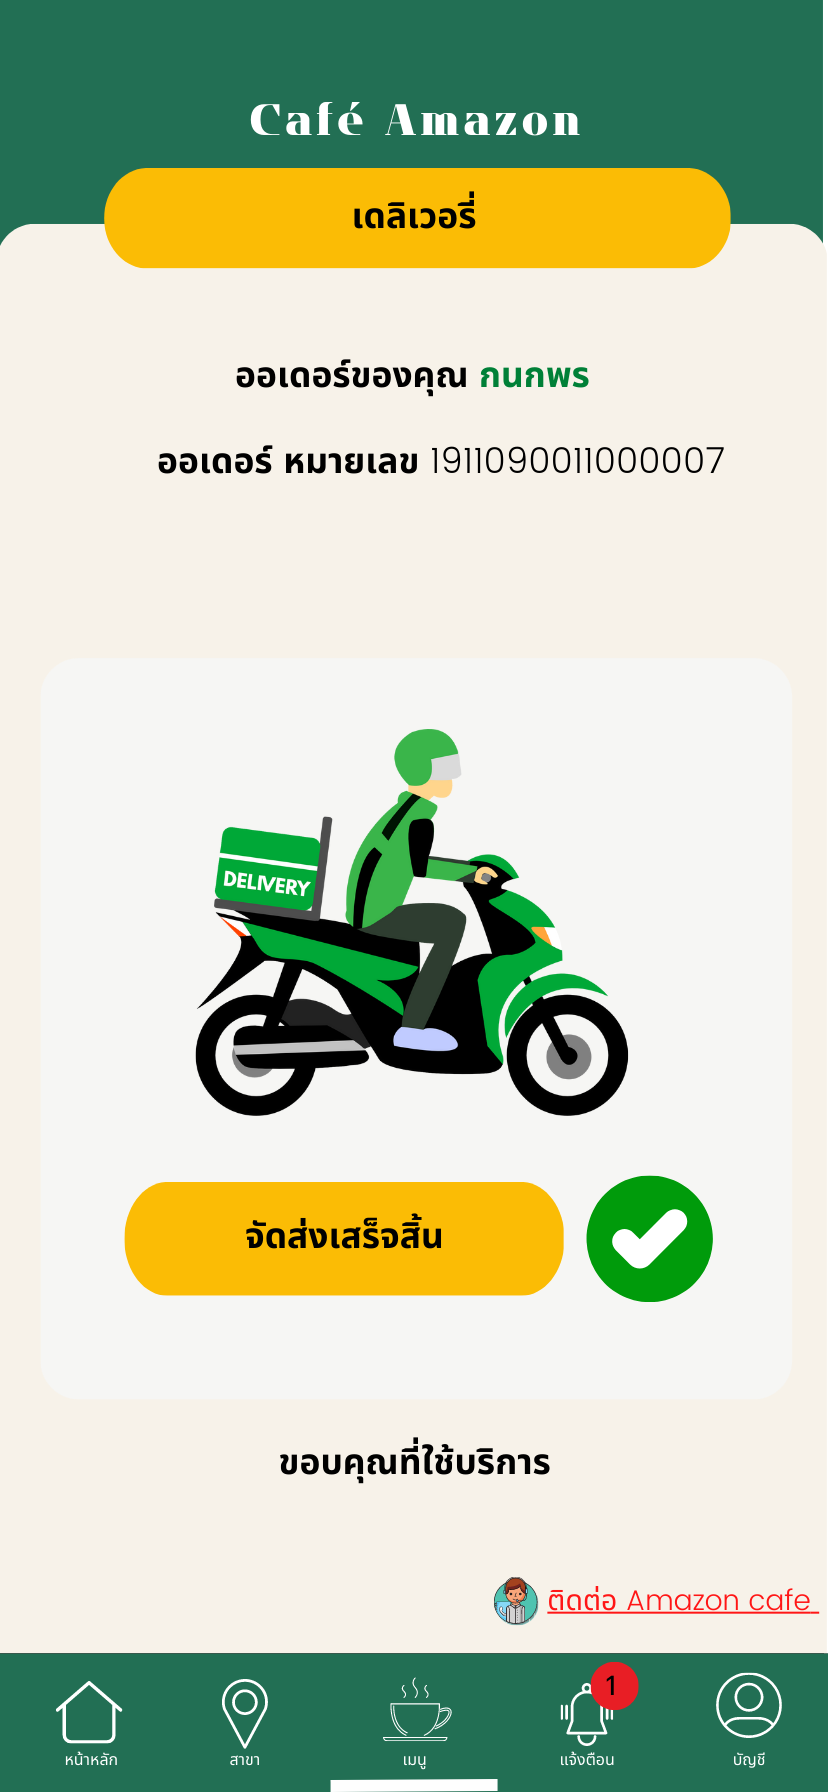 Café Amazon
เดลิเวอรี่
ออเดอร์ของคุณ กนกพร
ออเดอร์ หมายเลข 1911090011000007
DELIVERY
จัดส่งเสร็จสิ้น
ขอบคุณที่ใช้บริการ
ติดต่อ Amazon cafe
1
หน้าหลัก
สาขา
เมนู
แจ้งตือน
บัญชี